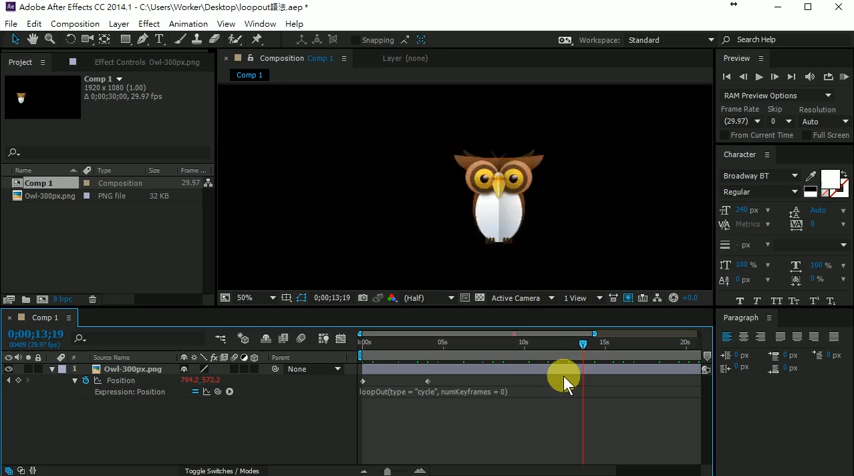 Adobe After Effects CC 2014.1 - C:\Users\Worker\Desktop\loopout語法.aep *
File Edit Composition Layer Effect Animation View Window Help
Snapping Workspace: Standard Search Help
Project Effect Controls Owl-300px.png
Comp 1
1920 x 1080 (1.00)
Δ 0;00;30;00, 29.97 fps
Name Type Size Frame ...
Comp 1 Composition 29.97
Owl-300px.png PNG file 32 KB
8 bpc
Composition Comp 1 Layer (none)
Comp 1
50% 0;00;13;19 (Half) Active Camera 1 View +0.0
Preview
RAM Preview Options
Frame Rate Skip Resolution
(29.97) 0 Auto
From Current Time Full Screen
Character
Broadway BT
Regular
240 px Auto
Metrics 0
- px
100 % 100 %
0 px 0 %
T T TT Tr T' T,
Paragraph
0 px 0 px 0 px
0 px 0 px
Comp 1
0;00;13;19
00409 (29.97 fps)
# Source Name Parent
1 Owl-300px.png None
Position 794.2,572.2
Expression: Position
:00s 05s 10s 15s 20s
loopOut(type = "cycle", numKeyframes = 0)
Toggle Switches / Modes